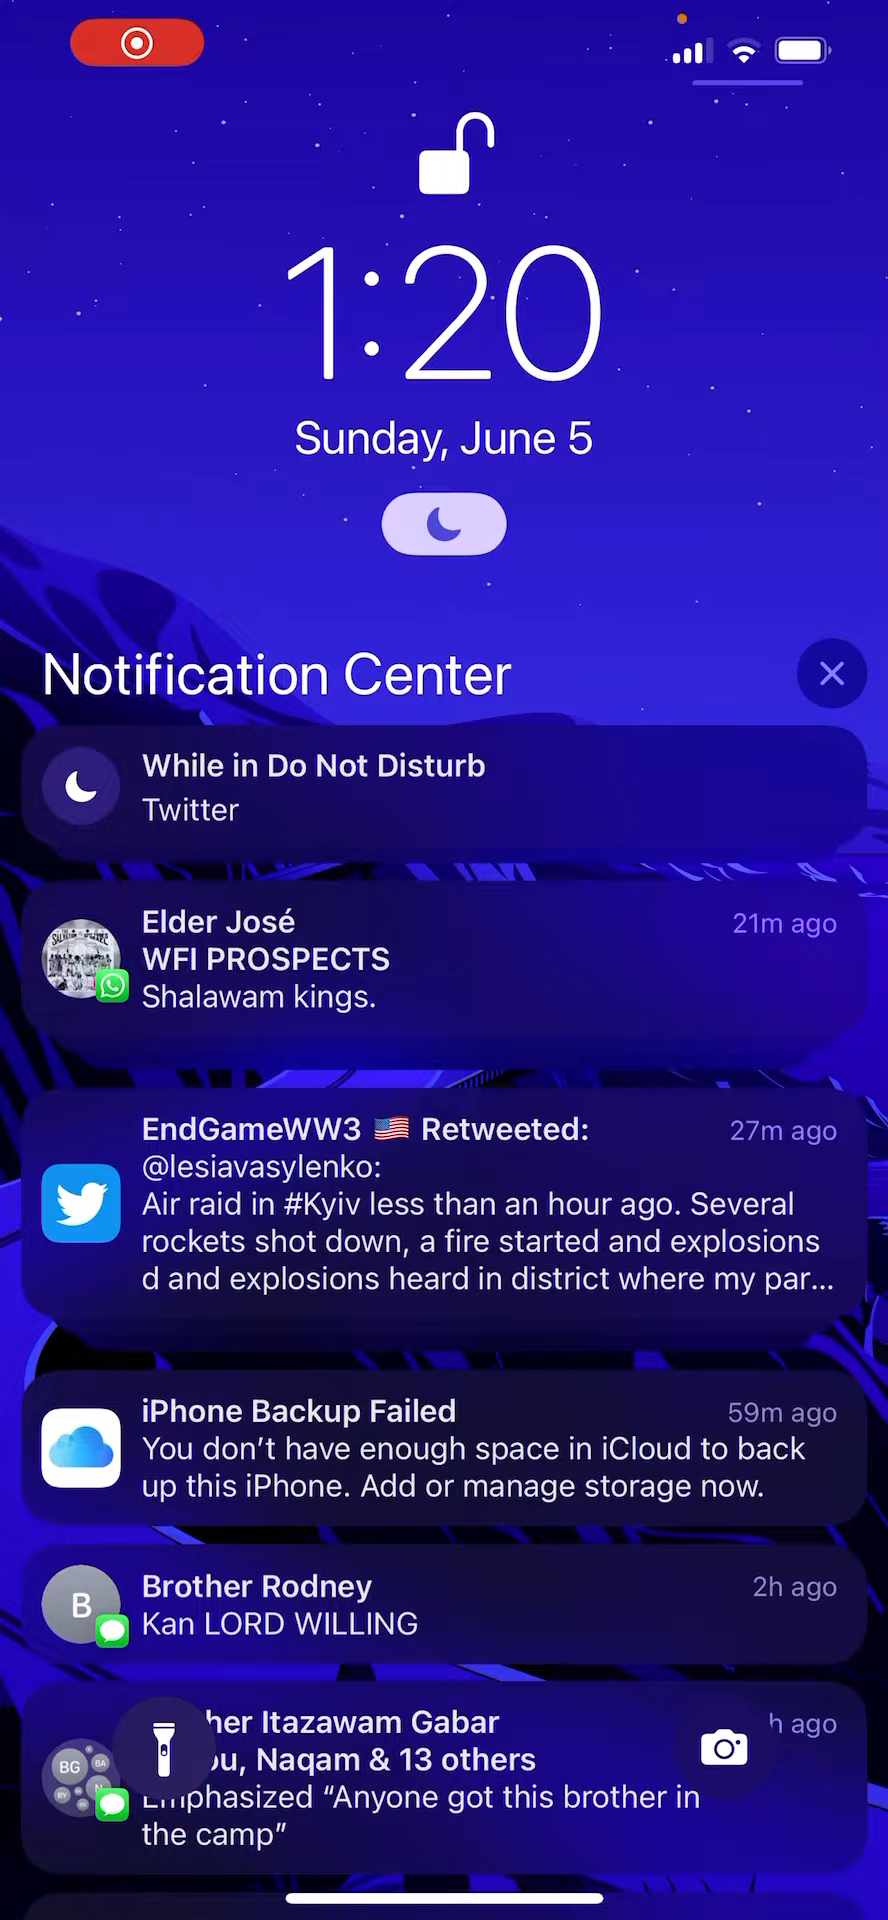 1:20
Sunday, June 5
Notification Center
While in Do Not Disturb
Twitter
Elder José
21m ago
WFI PROSPECTS
Shalawam kings.
EndGameWW3 🇺🇸 Retweeted:
27m ago
@lesiavasylenko:
Air raid in #Kyiv less than an hour ago. Several
rockets shot down, a fire started and explosions
d and explosions heard in district where my par...
iPhone Backup Failed
59m ago
You don’t have enough space in iCloud to back
up this iPhone. Add or manage storage now.
B
Brother Rodney
2h ago
Kan LORD WILLING
BG
BA
her Itazawam Gabar
h ago
ou, Naqam & 13 others
Emphasized “Anyone got this brother in
the camp”